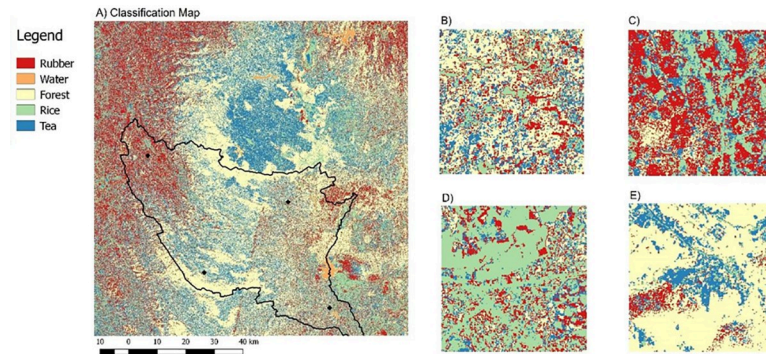 A) Classification Map
B)
C)
Legend
Rubber
Water
Forest
Rice
Tea
D)
E)
10 0 10 20 30 40 km